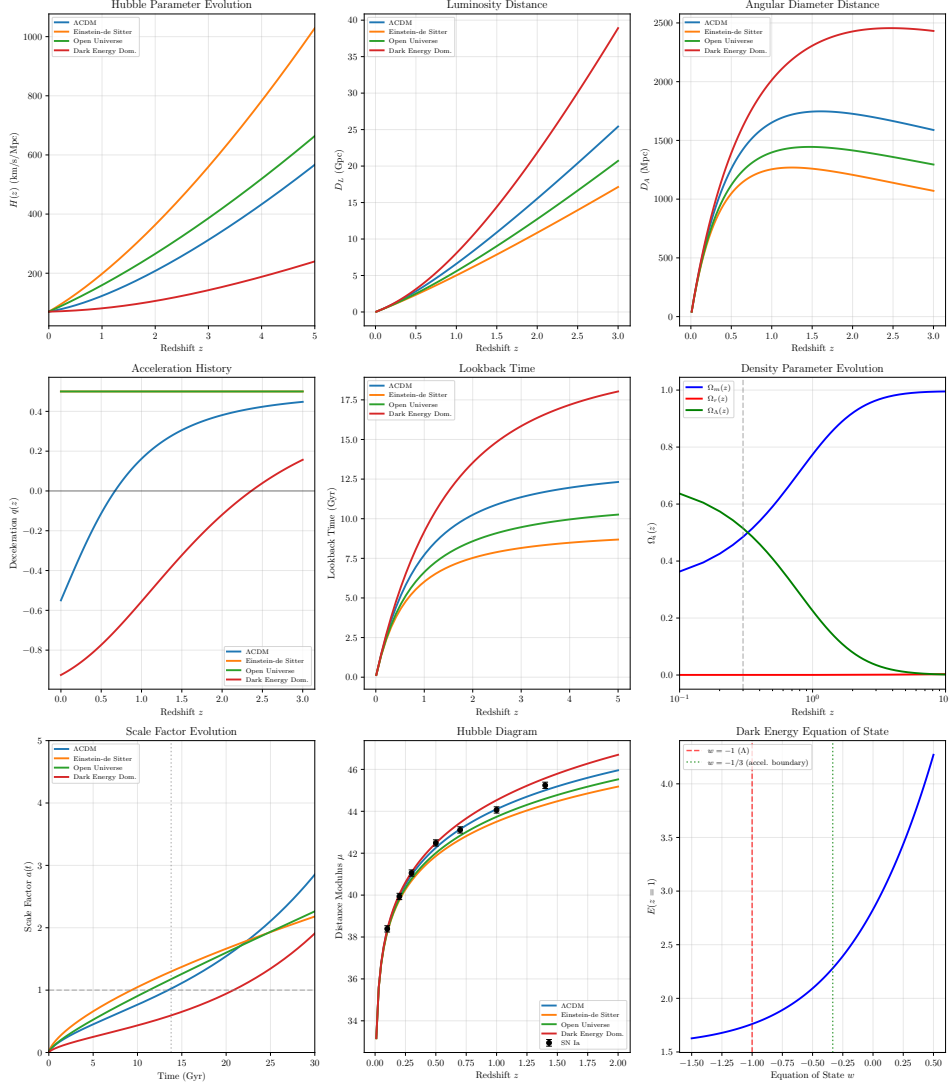 Hubble Parameter Evolution
ΛCDM
Einstein-de Sitter
Open Universe
Dark Energy Dom.
H(z) (km/s/Mpc)
1000
800
600
400
200
0 1 2 3 4 5
Redshift z
Luminosity Distance
ΛCDM
Einstein-de Sitter
Open Universe
Dark Energy Dom.
D_L (Gpc)
40
35
30
25
20
15
10
5
0
0.0 0.5 1.0 1.5 2.0 2.5 3.0
Redshift z
Angular Diameter Distance
ΛCDM
Einstein-de Sitter
Open Universe
Dark Energy Dom.
D_A (Mpc)
2500
2000
1500
1000
500
0
0.0 0.5 1.0 1.5 2.0 2.5 3.0
Redshift z
Acceleration History
Deceleration q(z)
0.4
0.2
0.0
−0.2
−0.4
−0.6
−0.8
ΛCDM
Einstein-de Sitter
Open Universe
Dark Energy Dom.
0.0 0.5 1.0 1.5 2.0 2.5 3.0
Redshift z
Lookback Time
ΛCDM
Einstein-de Sitter
Open Universe
Dark Energy Dom.
Lookback Time (Gyr)
17.5
15.0
12.5
10.0
7.5
5.0
2.5
0.0
0 1 2 3 4 5
Redshift z
Density Parameter Evolution
Ω_m(z)
Ω_r(z)
Ω_Λ(z)
Ω_i(z)
1.0
0.8
0.6
0.4
0.2
0.0
10⁻¹ 10⁰ 10¹
Redshift z
Scale Factor Evolution
ΛCDM
Einstein-de Sitter
Open Universe
Dark Energy Dom.
Scale Factor a(t)
5
4
3
2
1
0
0 5 10 15 20 25 30
Time (Gyr)
Hubble Diagram
Distance Modulus μ
46
44
42
40
38
36
34
ΛCDM
Einstein-de Sitter
Open Universe
Dark Energy Dom.
SN Ia
0.00 0.25 0.50 0.75 1.00 1.25 1.50 1.75 2.00
Redshift z
Dark Energy Equation of State
w = −1 (Λ)
w = −1/3 (accel. boundary)
E(z = 1)
4.0
3.5
3.0
2.5
2.0
1.5
−1.50 −1.25 −1.00 −0.75 −0.50 −0.25 0.00 0.25 0.50
Equation of State w